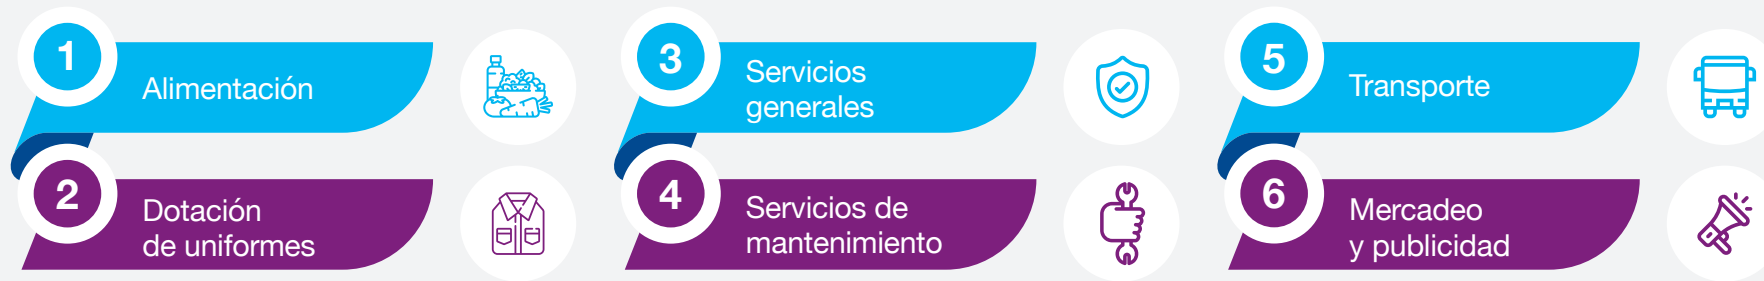 1
Alimentación
2
Dotación
de uniformes
3
Servicios
generales
4
Servicios de
mantenimiento
5
Transporte
6
Mercadeo
y publicidad